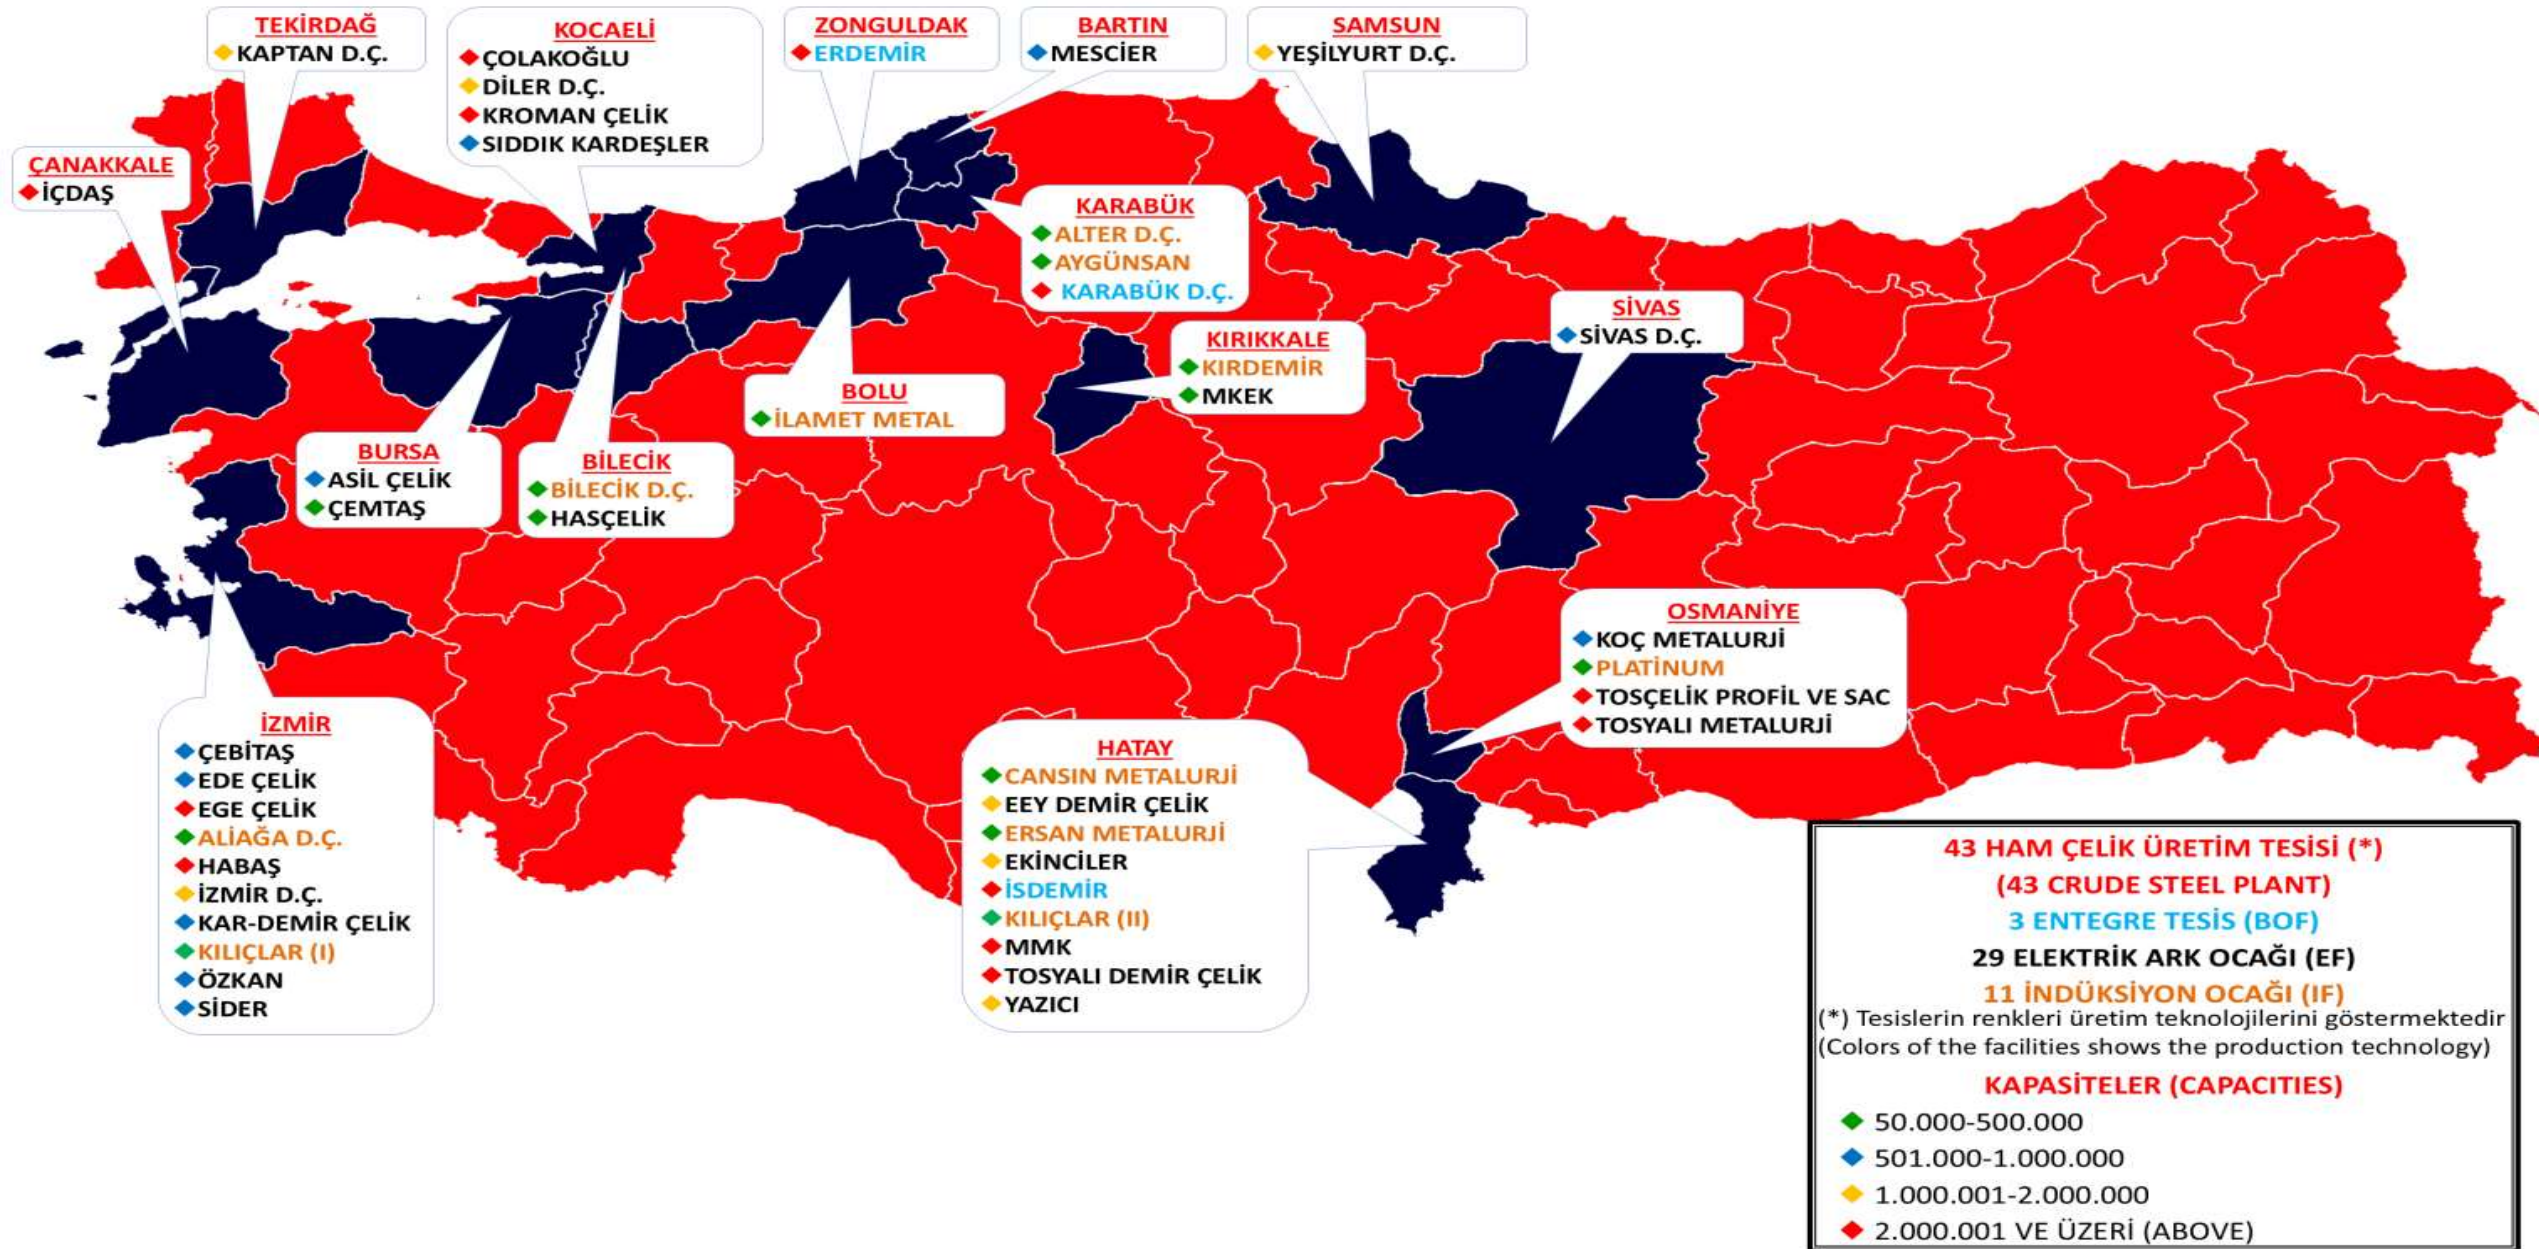 TEKİRDAĞ
KAPTAN D.Ç.
KOCAELİ
ÇOLAKOĞLU
DİLER D.Ç.
KROMAN ÇELİK
SIDDIK KARDEŞLER
ZONGULDAK
ERDEMİR
BARTIN
MESCİER
SAMSUN
YEŞİLYURT D.Ç.
ÇANAKKALE
İÇDAŞ
KARABÜK
ALTER D.Ç.
AYGÜNSAN
KARABÜK D.Ç.
SİVAS
SİVAS D.Ç.
KIRIKKALE
KIRDEMİR
MKEK
BOLU
İLAMET METAL
BURSA
ASİL ÇELİK
ÇEMTAŞ
BİLECİK
BİLECİK D.Ç.
HASÇELİK
OSMANİYE
KOÇ METALURJİ
PLATİNUM
TOSÇELİK PROFİL VE SAC
TOSYALI METALURJİ
İZMİR
ÇEBİTAŞ
EDE ÇELİK
EGE ÇELİK
ALİAĞA D.Ç.
HABAŞ
İZMİR D.Ç.
KAR-DEMİR ÇELİK
KILIÇLAR (I)
ÖZKAN
SİDER
HATAY
CANSIN METALURJİ
EEY DEMİR ÇELİK
ERSAN METALURJİ
EKİNCİLER
İSDEMİR
KILIÇLAR (II)
MMK
TOSYALI DEMİR ÇELİK
YAZICI
43 HAM ÇELİK ÜRETİM TESİSİ (*)
(43 CRUDE STEEL PLANT)
3 ENTEGRE TESİS (BOF)
29 ELEKTRİK ARK OCAĞI (EF)
11 İNDÜKSİYON OCAĞI (IF)
(*) Tesislerin renkleri üretim teknolojilerini göstermektedir
(Colors of the facilities shows the production technology)
KAPASİTELER (CAPACITIES)
50.000-500.000
501.000-1.000.000
1.000.001-2.000.000
2.000.001 VE ÜZERİ (ABOVE)